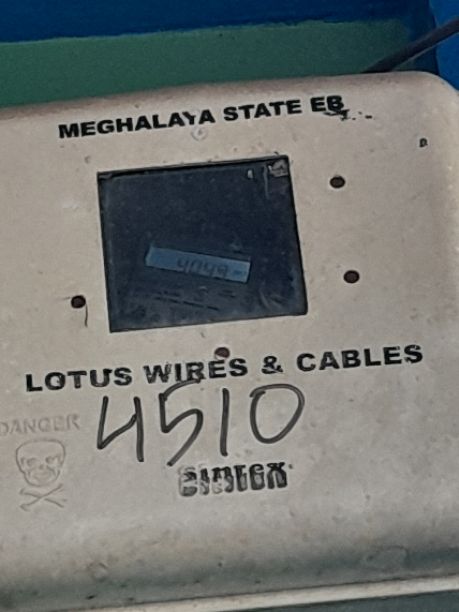 MEGHALAYA STATE EB
LOTUS WIRES & CABLES
DANGER
4510